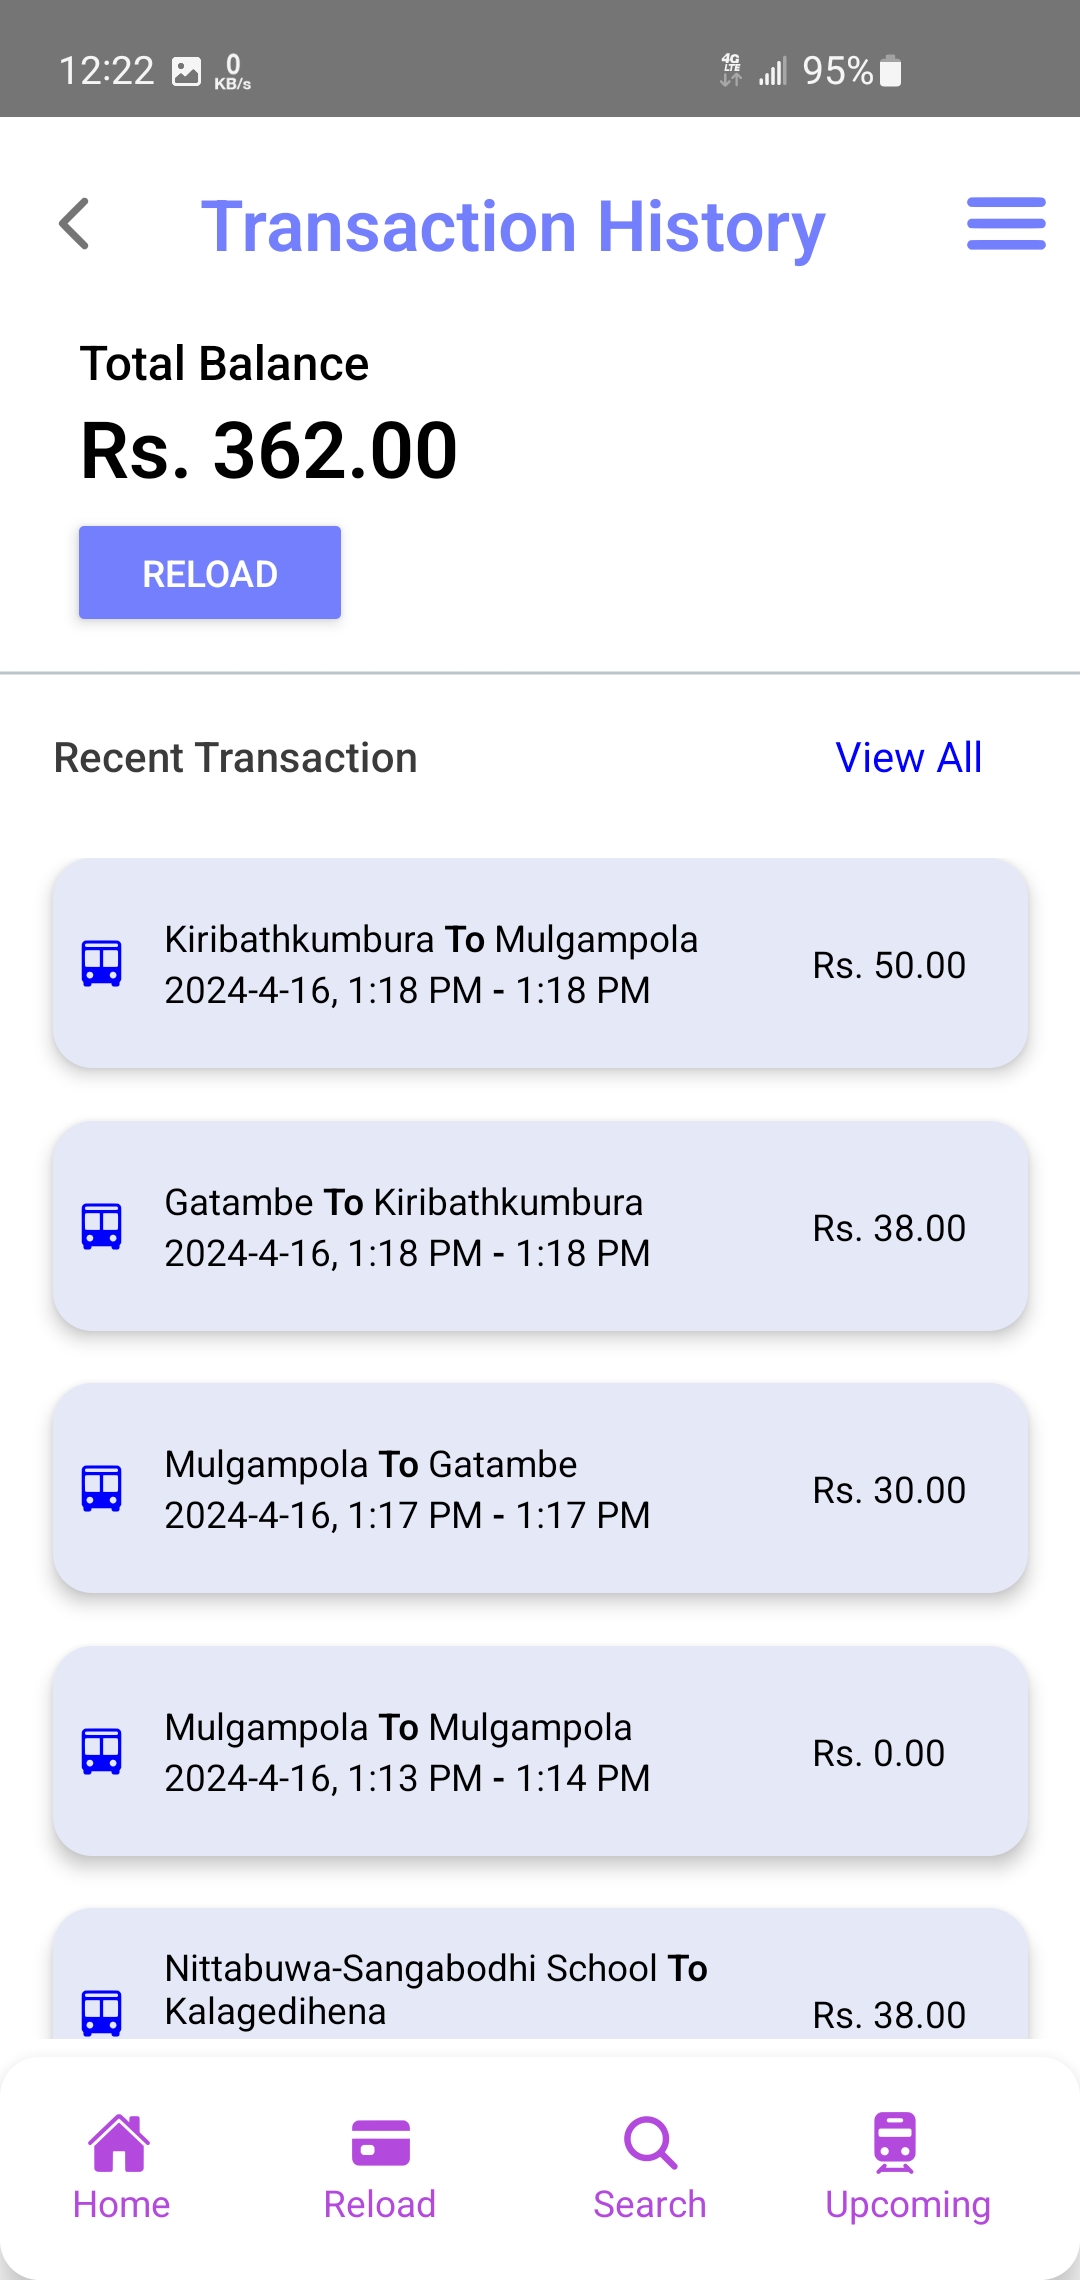 12:22 0 KB/s 4G LTE 95%
Transaction History
Total Balance
Rs. 362.00
RELOAD
Recent Transaction View All
Kiribathkumbura To Mulgampola
2024-4-16, 1:18 PM - 1:18 PM
Rs. 50.00
Gatambe To Kiribathkumbura
2024-4-16, 1:18 PM - 1:18 PM
Rs. 38.00
Mulgampola To Gatambe
2024-4-16, 1:17 PM - 1:17 PM
Rs. 30.00
Mulgampola To Mulgampola
2024-4-16, 1:13 PM - 1:14 PM
Rs. 0.00
Nittabuwa-Sangabodhi School To
Kalagedihena
Rs. 38.00
Home Reload Search Upcoming